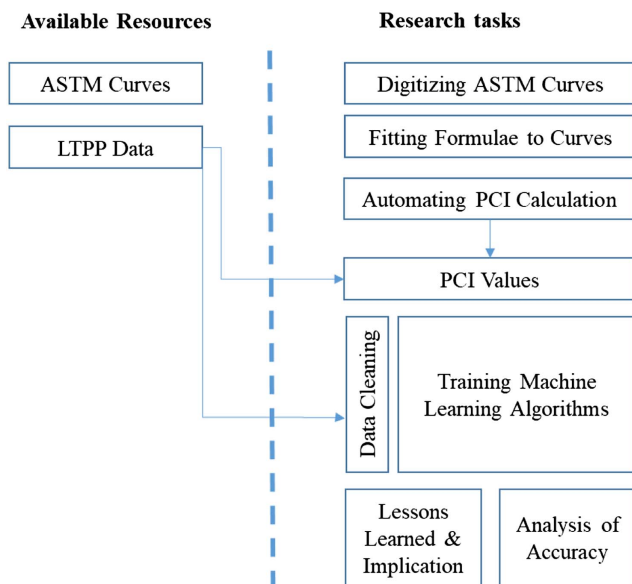 Available Resources
Research tasks
ASTM Curves
Digitizing ASTM Curves
LTPP Data
Fitting Formulae to Curves
Automating PCI Calculation
PCI Values
Data Cleaning
Training Machine
Learning Algorithms
Lessons
Learned &
Implication
Analysis of
Accuracy